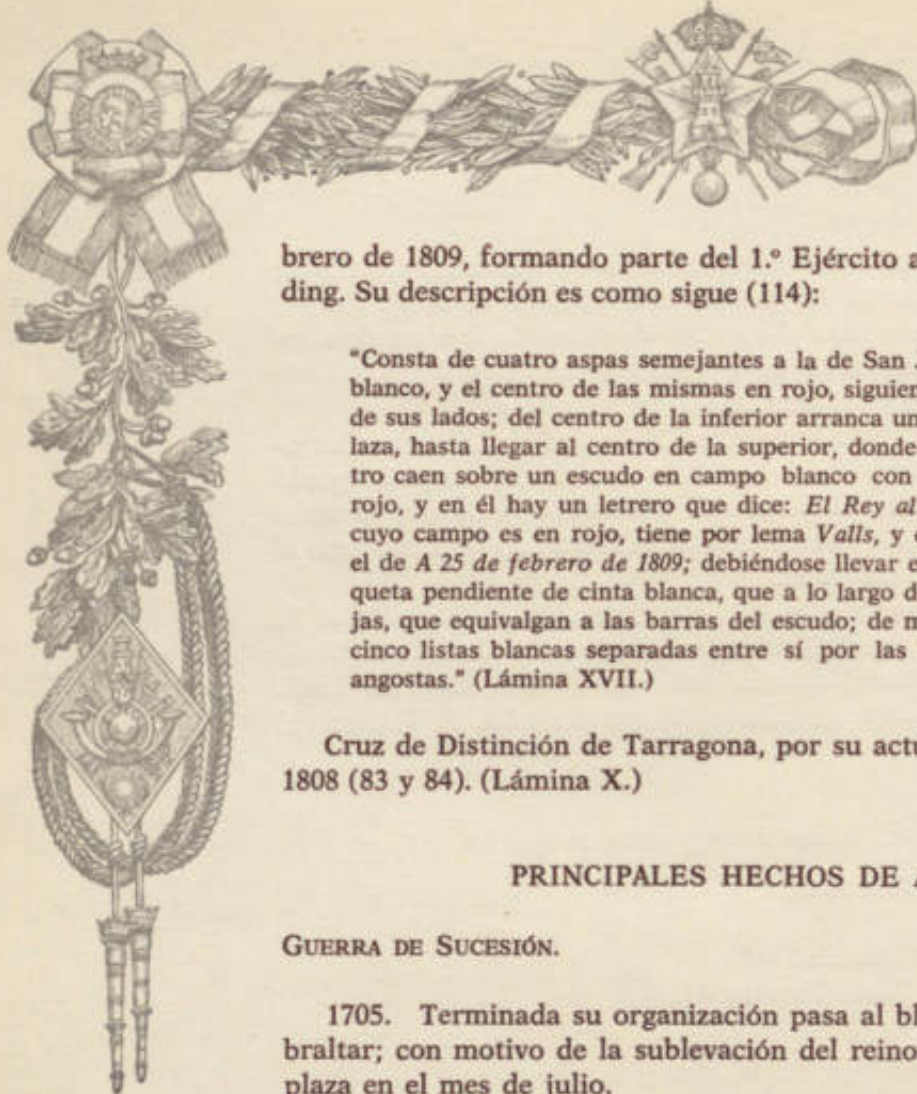 brero de 1809, formando parte del 1.º Ejército a
ding. Su descripción es como sigue (114):
"Consta de cuatro aspas semejantes a la de San
blanco, y el centro de las mismas en rojo, siguien
de sus lados; del centro de la inferior arranca un
laza, hasta llegar al centro de la superior, donde
tro caen sobre un escudo en campo blanco con
rojo, y en él hay un letrero que dice: El Rey al
cuyo campo es en rojo, tiene por lema Valls, y
el de A 25 de febrero de 1809; debiéndose llevar e
queta pendiente de cinta blanca, que a lo largo d
jas, que equivalgan a las barras del escudo; de m
cinco listas blancas separadas entre sí por las
angostas." (Lámina XVII.)
Cruz de Distinción de Tarragona, por su actu
1808 (83 y 84). (Lámina X.)
PRINCIPALES HECHOS DE
GUERRA DE SUCESIÓN.
1705. Terminada su organización pasa al bl
braltar; con motivo de la sublevación del reino
plaza en el mes de julio.